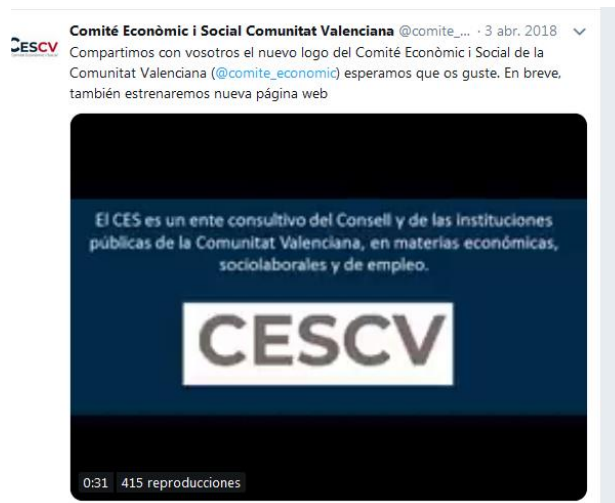 Comité Econòmic i Social Comunitat Valenciana @comite_... · 3 abr. 2018
CESCV
Compartimos con vosotros el nuevo logo del Comité Econòmic i Social de la
Comunitat Valenciana (@comite_economic) esperamos que os guste. En breve,
también estrenaremos nueva página web
El CES es un ente consultivo del Consell y de las instituciones
públicas de la Comunitat Valenciana, en materias económicas,
sociolaborales y de empleo.
CESCV
0:31 415 reproducciones